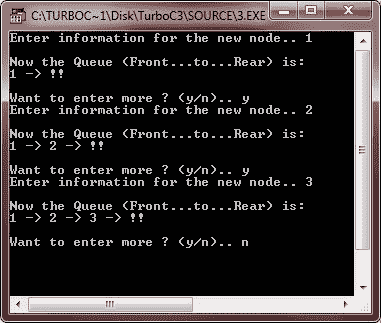 C:\TURBOC~1\Disk\TurboC3\SOURCE\3.EXE
Enter information for the new node.. 1
Now the Queue (Front...to...Rear) is:
1 -> !!
Want to enter more ? (y/n).. y
Enter information for the new node.. 2
Now the Queue (Front...to...Rear) is:
1 -> 2 -> !!
Want to enter more ? (y/n).. y
Enter information for the new node.. 3
Now the Queue (Front...to...Rear) is:
1 -> 2 -> 3 -> !!
Want to enter more ? (y/n).. n